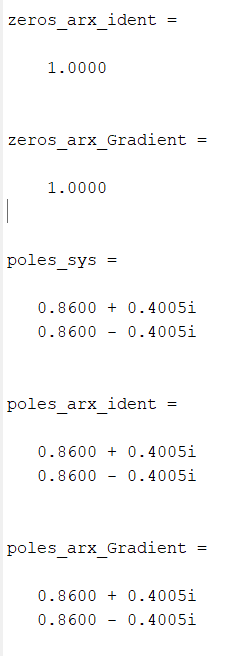 zeros_arx_ident =
1.0000
zeros_arx_Gradient =
1.0000
poles_sys =
0.8600 + 0.4005i
0.8600 - 0.4005i
poles_arx_ident =
0.8600 + 0.4005i
0.8600 - 0.4005i
poles_arx_Gradient =
0.8600 + 0.4005i
0.8600 - 0.4005i